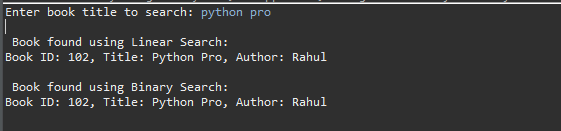 Enter book title to search: python pro
Book found using Linear Search:
Book ID: 102, Title: Python Pro, Author: Rahul
Book found using Binary Search:
Book ID: 102, Title: Python Pro, Author: Rahul